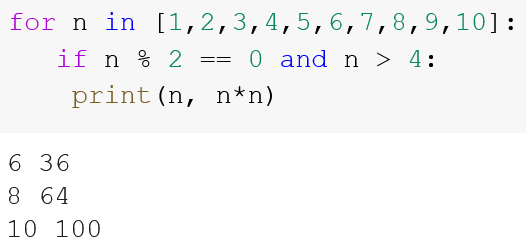 for n in [1,2,3,4,5,6,7,8,9,10]:
   if n % 2 == 0 and n > 4:
    print(n, n*n)
6 36
8 64
10 100